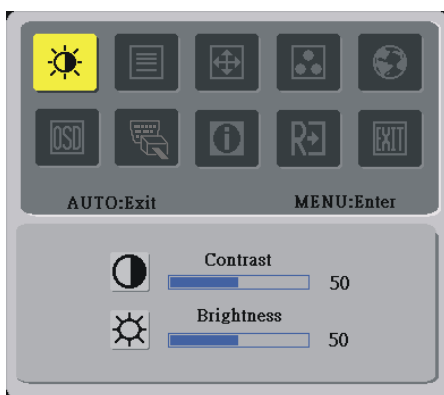 OSD
i
R
EXIT
AUTO:Exit MENU:Enter
Contrast
50
Brightness
50